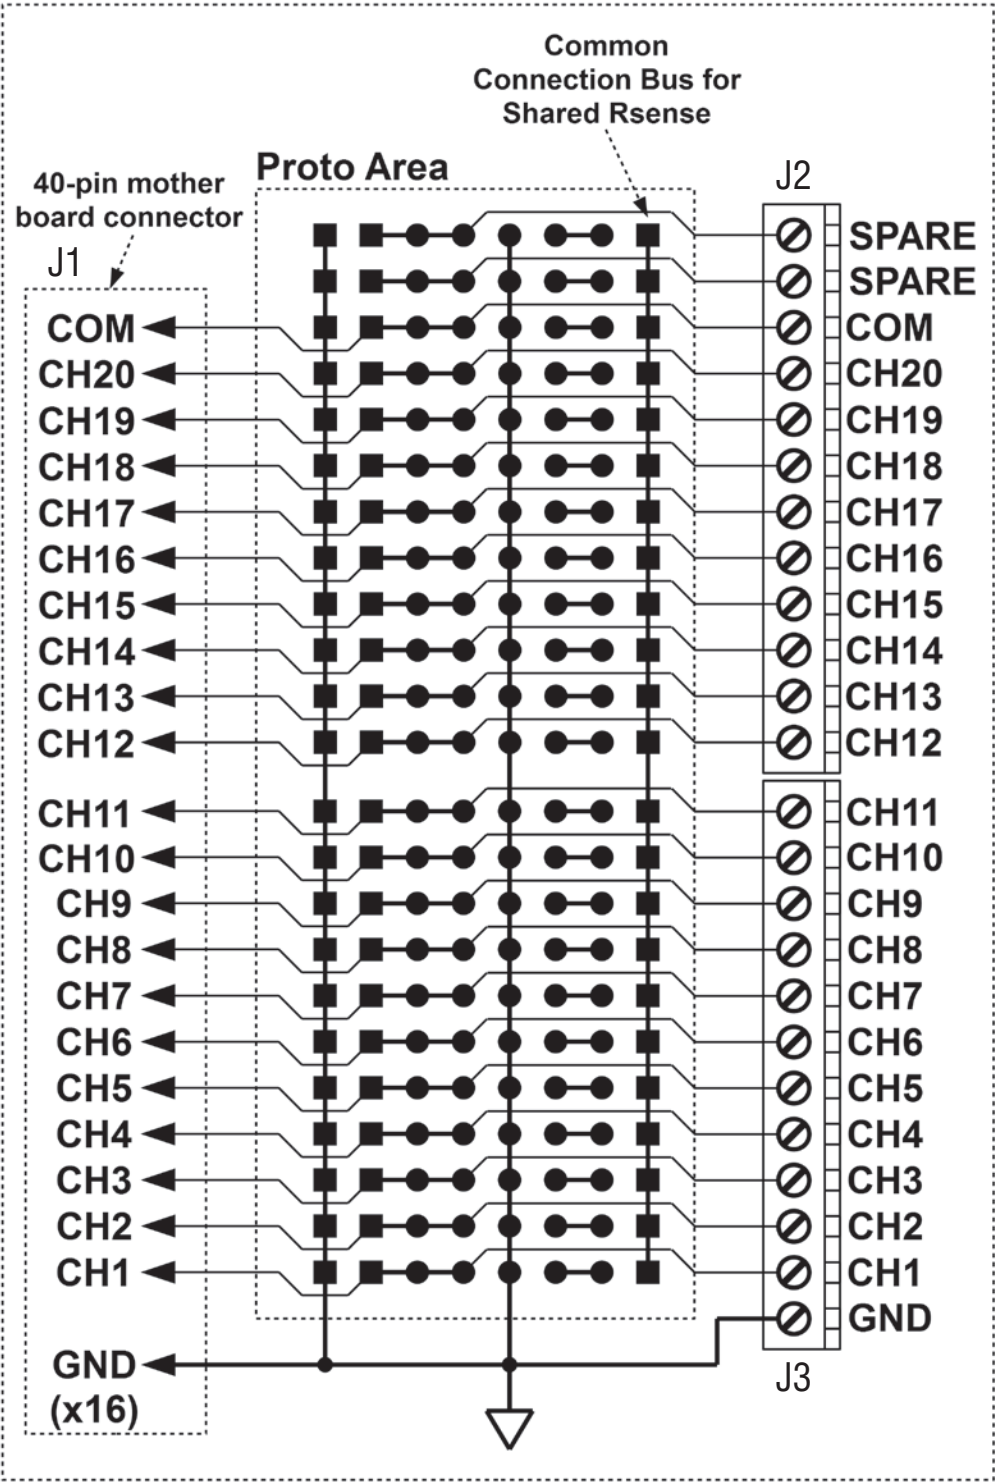 Common
Connection Bus for
Shared Rsense
Proto Area
J2
40-pin mother
board connector
J1
SPARE
SPARE
COM COM
CH20 CH20
CH19 CH19
CH18 CH18
CH17 CH17
CH16 CH16
CH15 CH15
CH14 CH14
CH13 CH13
CH12 CH12
CH11 CH11
CH10 CH10
CH9 CH9
CH8 CH8
CH7 CH7
CH6 CH6
CH5 CH5
CH4 CH4
CH3 CH3
CH2 CH2
CH1 CH1
GND
GND
(x16)
J3